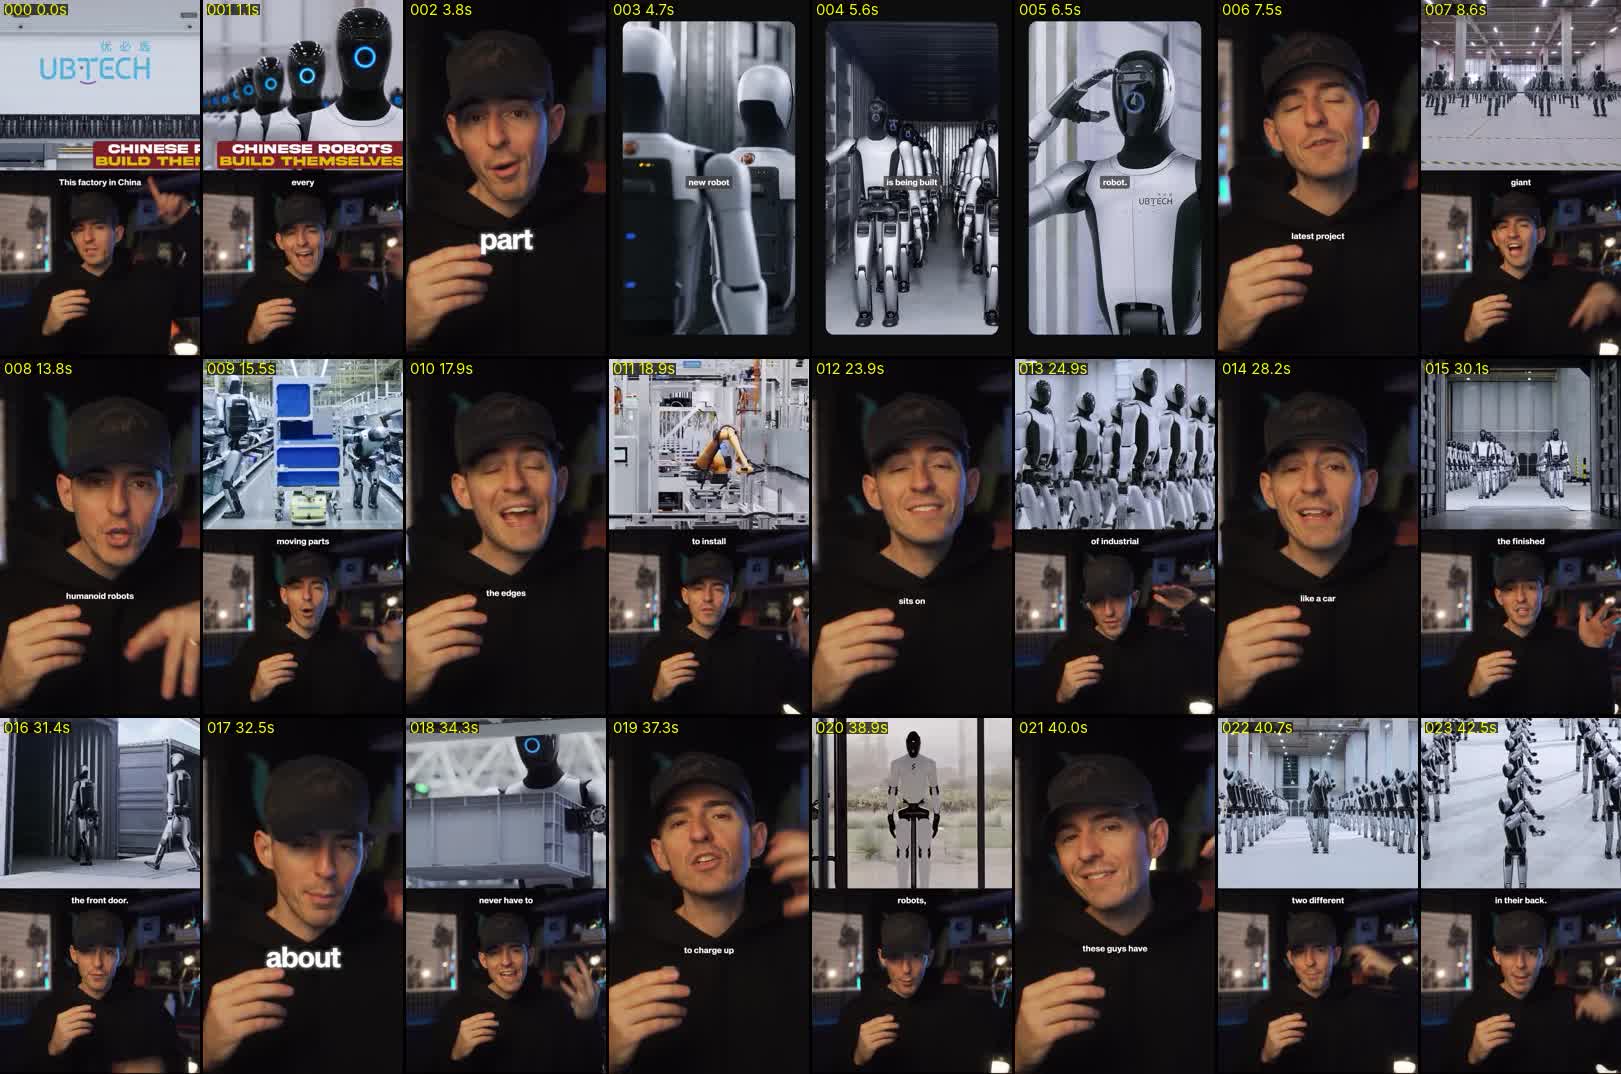 000 0.0s
优必选
UBTECH
CHINESE R
BUILD THEM
This factory in China
001 1.1s
CHINESE ROBOTS
BUILD THEMSELVES
every
002 3.8s
part
003 4.7s
new robot
004 5.6s
is being built
005 6.5s
UBTECH
robot.
006 7.5s
latest project
007 8.6s
giant
008 13.8s
humanoid robots
009 15.5s
moving parts
010 17.9s
the edges
011 18.9s
to install
012 23.9s
sits on
013 24.9s
of industrial
014 28.2s
like a car
015 30.1s
the finished
016 31.4s
the front door.
017 32.5s
about
018 34.3s
never have to
019 37.3s
to charge up
020 38.9s
robots,
021 40.0s
these guys have
022 40.7s
two different
023 42.5s
in their back.